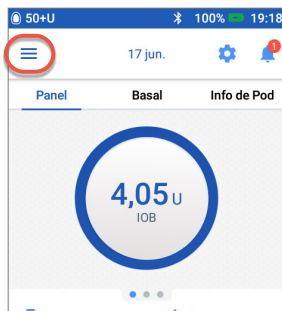 50+U 100% 19:18
17 jun. 1
Panel Basal Info de Pod
4,05 U
IOB